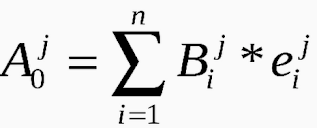 $A_0^j = \sum_{i=1}^{n} B_i^j * e_i^j$